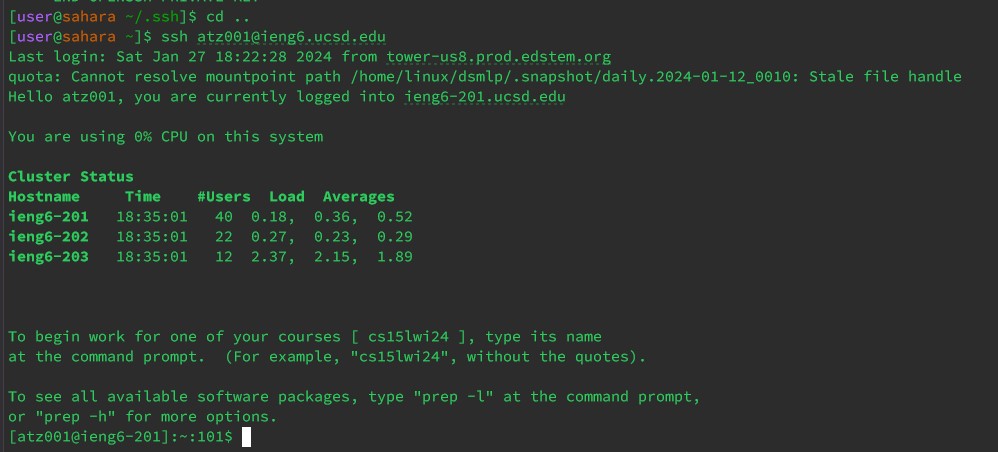 [user@sahara ~/.ssh]$ cd ..
[user@sahara ~]$ ssh atz001@ieng6.ucsd.edu
Last login: Sat Jan 27 18:22:28 2024 from tower-us8.prod.edstem.org
quota: Cannot resolve mountpoint path /home/linux/dsmlp/.snapshot/daily.2024-01-12_0010: Stale file handle
Hello atz001, you are currently logged into ieng6-201.ucsd.edu
You are using 0% CPU on this system
Cluster Status
Hostname Time #Users Load Averages
ieng6-201 18:35:01 40 0.18, 0.36, 0.52
ieng6-202 18:35:01 22 0.27, 0.23, 0.29
ieng6-203 18:35:01 12 2.37, 2.15, 1.89
To begin work for one of your courses [ cs15lwi24 ], type its name
at the command prompt. (For example, "cs15lwi24", without the quotes).
To see all available software packages, type "prep -l" at the command prompt,
or "prep -h" for more options.
[atz001@ieng6-201]:~:101$